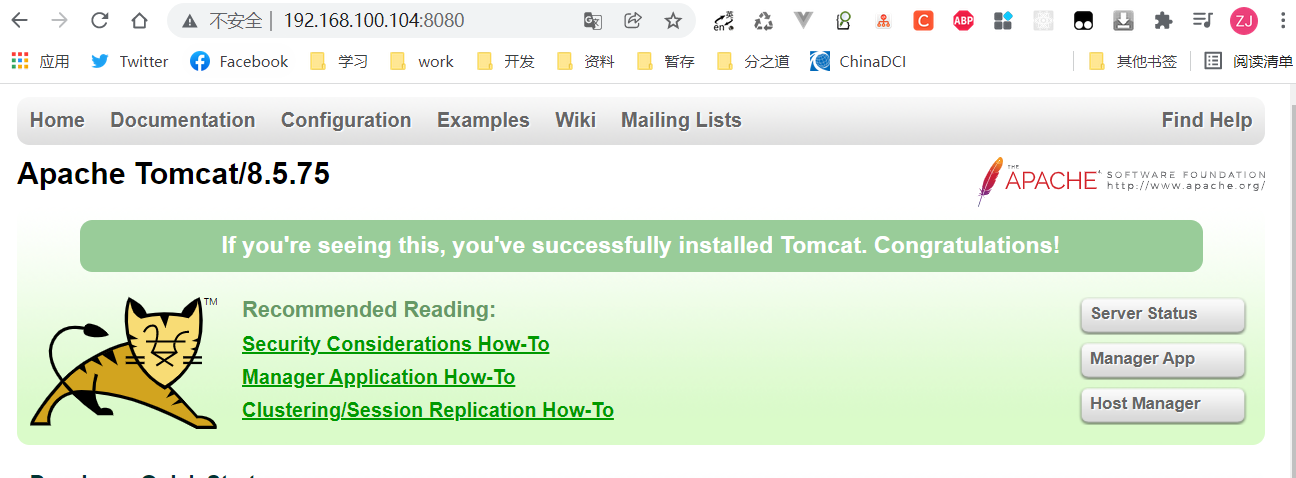 不安全 | 192.168.100.104:8080
应用 Twitter Facebook 学习 work 开发 资料 暂存 分之道 ChinaDCI 其他书签 阅读清单
Home Documentation Configuration Examples Wiki Mailing Lists Find Help
Apache Tomcat/8.5.75
THE APACHE SOFTWARE FOUNDATION
http://www.apache.org/
If you're seeing this, you've successfully installed Tomcat. Congratulations!
TM
Recommended Reading:
Security Considerations How-To
Manager Application How-To
Clustering/Session Replication How-To
Server Status
Manager App
Host Manager